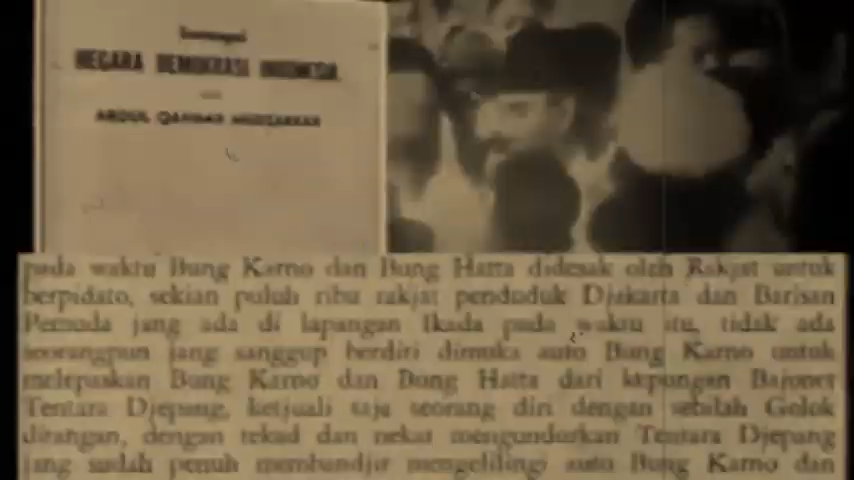 NEGARA DEMOKRASI INDONESIA
ABDUL QAHHAR MUDZAKKAR
pada waktu Bung Karno dan Bung Hatta didesak oleh Rakjat untuk
berpidato, sekian puluh ribu rakjat penduduk Djakarta dan Barisan
Pemuda jang ada di lapangan Ikada pada waktu itu, tidak ada
seorangpun jang sanggup berdiri dimuka auto Bung Karno untuk
melepaskan Bung Karno dan Bung Hatta dari kepungan Bajonet
Tentara Djepang, ketjuali saja seorang diri dengan sebilah Golok
ditangan, dengan tekad dan nekat mengundurkan Tentara Djepang
jang sudah penuh membandjir mengelilingi auto Bung Karno dan